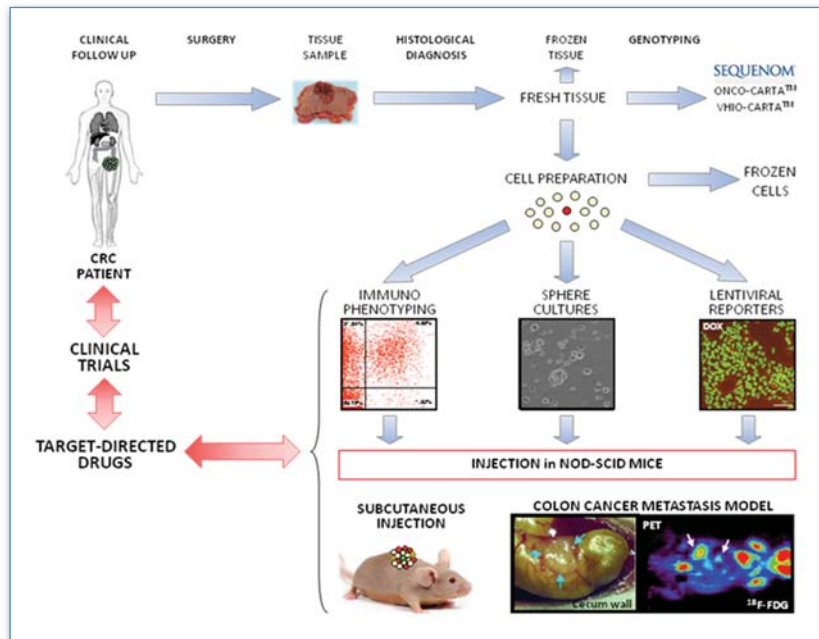 CLINICAL
FOLLOW UP
SURGERY
TISSUE
SAMPLE
HISTOLOGICAL
DIAGNOSIS
FROZEN
TISSUE
GENOTYPING
SEQUENOM
FRESH TISSUE
ONCO-CARTA™
VHIO-CARTA™
CELL PREPARATION
FROZEN
CELLS
CRC
PATIENT
IMMUNO
PHENOTYPING
SPHERE
CULTURES
LENTIVIRAL
REPORTERS
DOX
CLINICAL
TRIALS
TARGET-DIRECTED
DRUGS
INJECTION in NOD-SCID MICE
SUBCUTANEOUS
INJECTION
COLON CANCER METASTASIS MODEL
PET
Cecum wall
¹⁸F-FDG